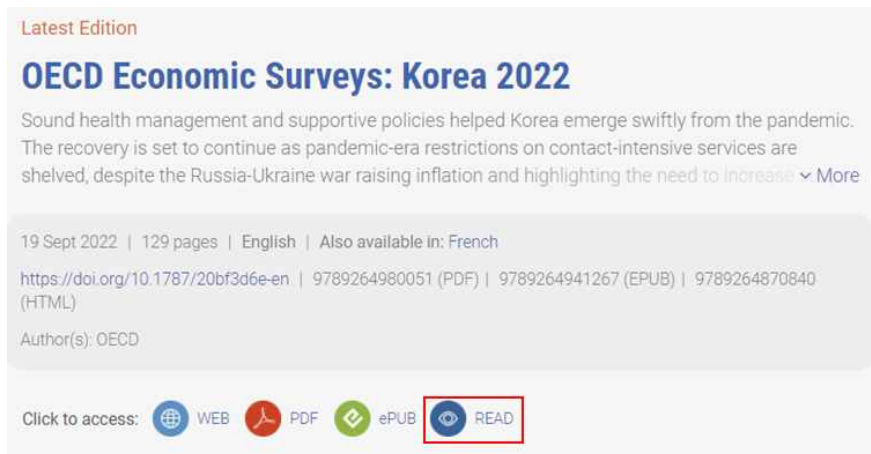 Latest Edition
OECD Economic Surveys: Korea 2022
Sound health management and supportive policies helped Korea emerge swiftly from the pandemic.
The recovery is set to continue as pandemic-era restrictions on contact-intensive services are
shelved, despite the Russia-Ukraine war raising inflation and highlighting the need to increase More
19 Sept 2022 | 129 pages | English | Also available in: French
https://doi.org/10.1787/20bf3d6e-en | 9789264980051 (PDF) | 9789264941267 (EPUB) | 9789264870840
(HTML)
Author(s): OECD
Click to access: WEB PDF ePUB READ